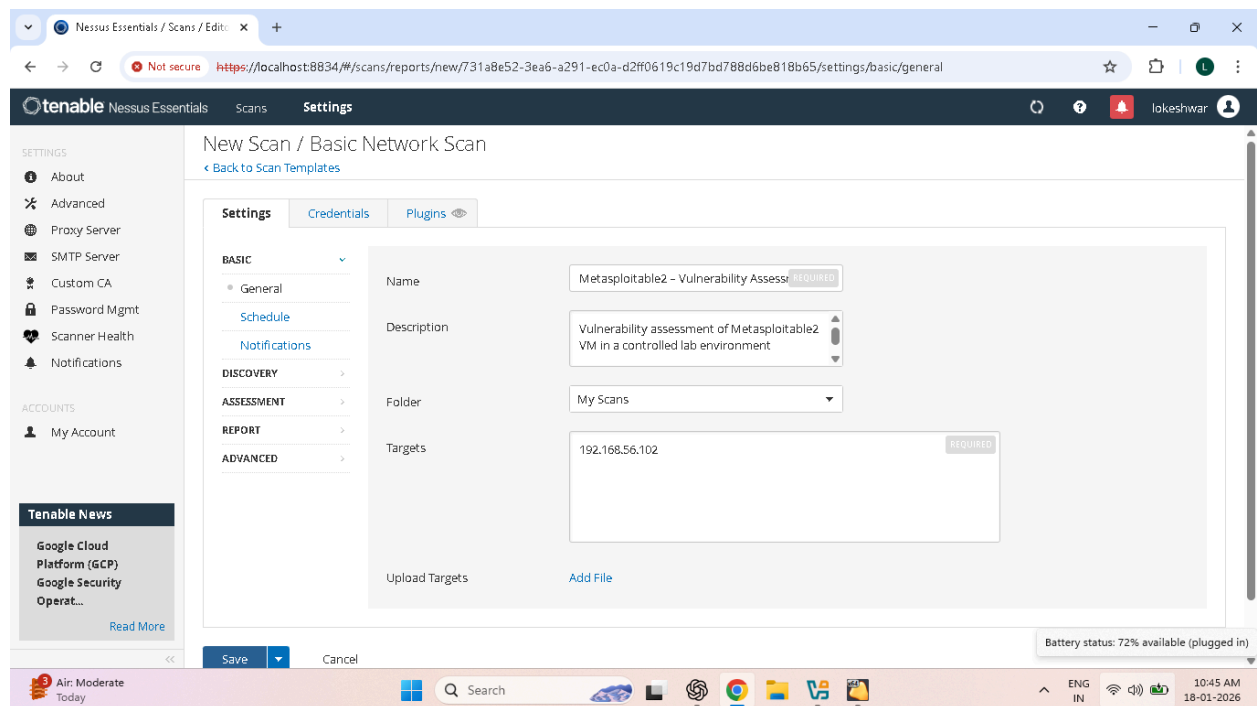 Nessus Essentials / Scans / Edito
Not secure https://localhost:8834/#/scans/reports/new/731a8e52-3ea6-a291-ec0a-d2ff0619c19d7bd788d6be818b65/settings/basic/general
L
tenable Nessus Essentials Scans Settings lokeshwar
SETTINGS
About
Advanced
Proxy Server
SMTP Server
Custom CA
Password Mgmt
Scanner Health
Notifications
ACCOUNTS
My Account
Tenable News
Google Cloud
Platform (GCP)
Google Security
Operat...
Read More
New Scan / Basic Network Scan
< Back to Scan Templates
Settings Credentials Plugins
BASIC
General
Schedule
Notifications
DISCOVERY
ASSESSMENT
REPORT
ADVANCED
Name Metasploitable2 – Vulnerability Assessm REQUIRED
Description Vulnerability assessment of Metasploitable2
VM in a controlled lab environment
Folder My Scans
Targets 192.168.56.102 REQUIRED
Upload Targets Add File
Save Cancel
Battery status: 72% available (plugged in)
3 Air: Moderate
Today
Search
ENG
IN
10:45 AM
18-01-2026